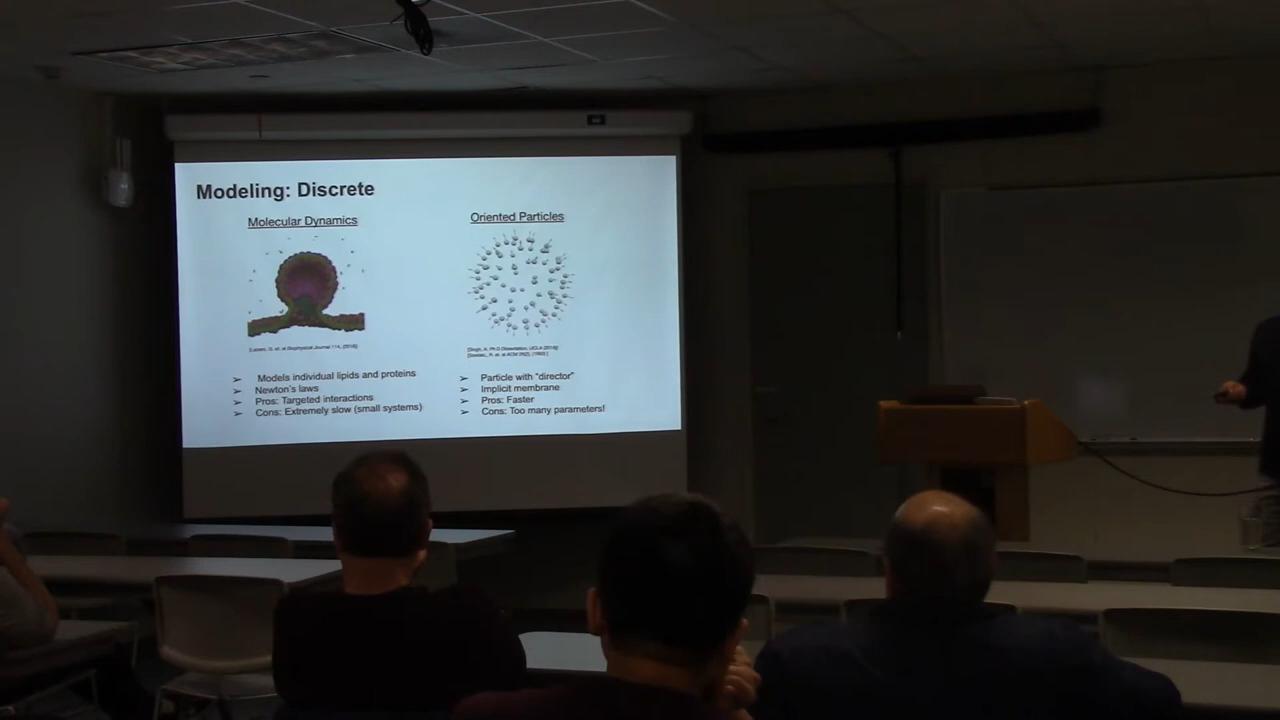 Modeling: Discrete
Molecular Dynamics
➢ Models individual lipids and proteins
➢ Newton's laws
➢ Pros: Targeted interactions
➢ Cons: Extremely slow (small systems)
Oriented Particles
➢ Particle with "director"
➢ Implicit membrane
➢ Pros: Faster
➢ Cons: Too many parameters!